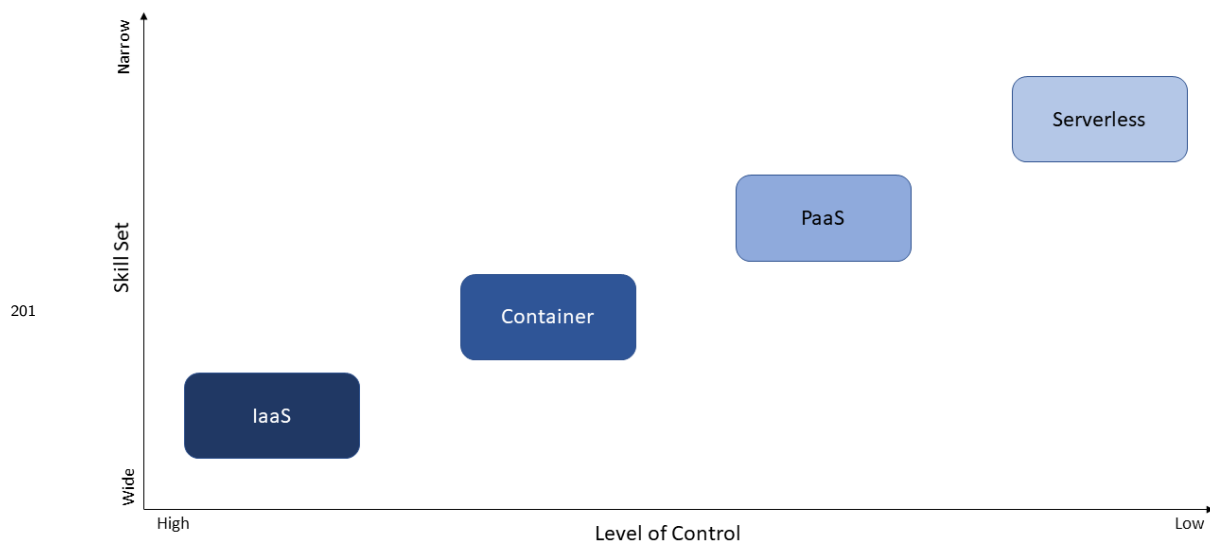 Narrow
Serverless
PaaS
Skill Set
201
Container
IaaS
Wide
High
Low
Level of Control